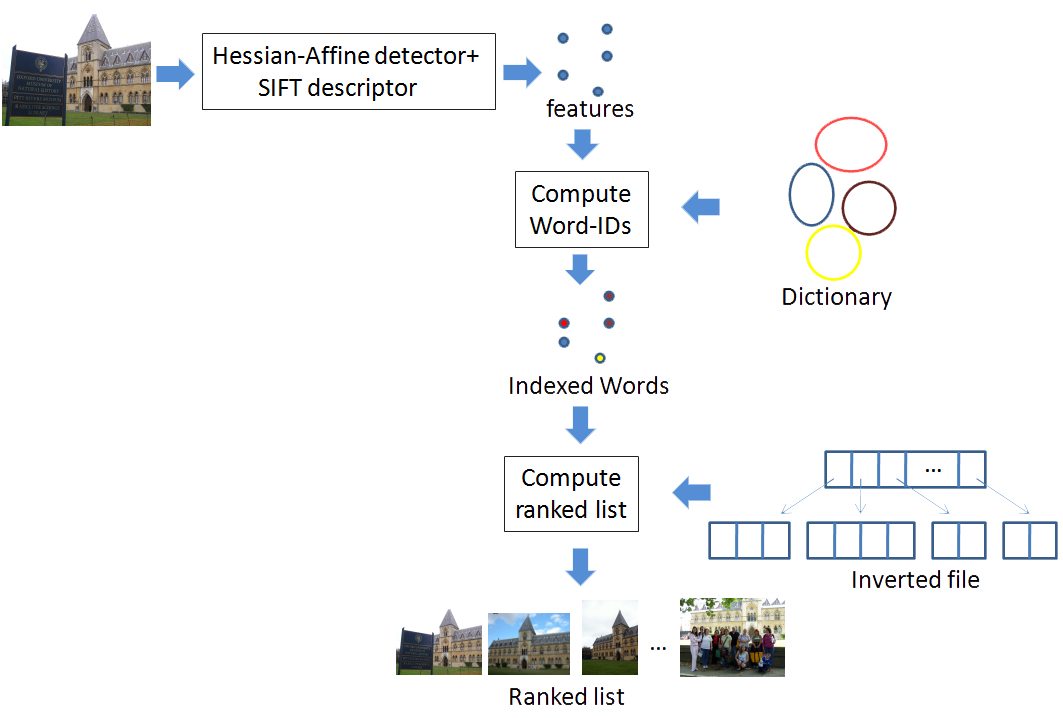 Hessian-Affine detector+
SIFT descriptor
features
Compute
Word-IDs
Dictionary
Indexed Words
Compute
ranked list
...
Inverted file
...
Ranked list